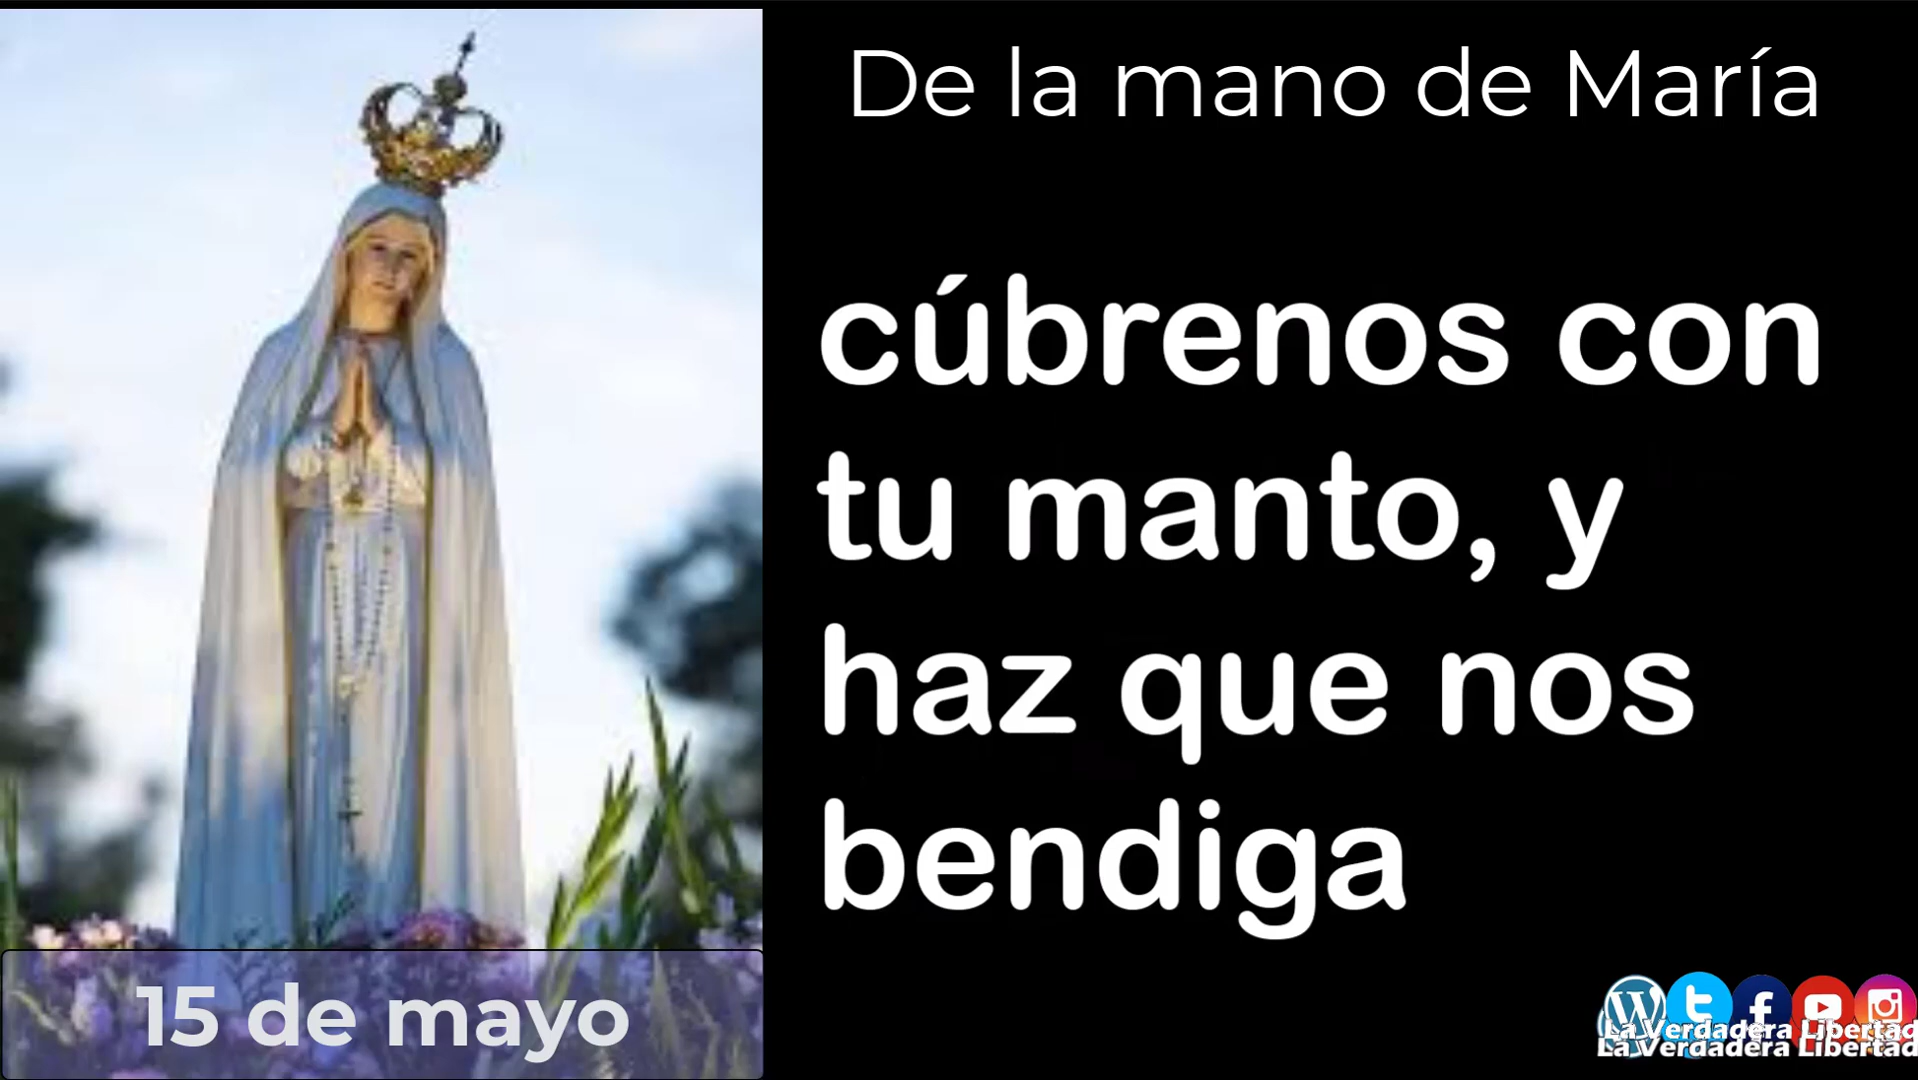 De la mano de María
cúbrenos con
tu manto, y
haz que nos
bendiga
15 de mayo
La Verdadera Libertad
La Verdadera Libertad